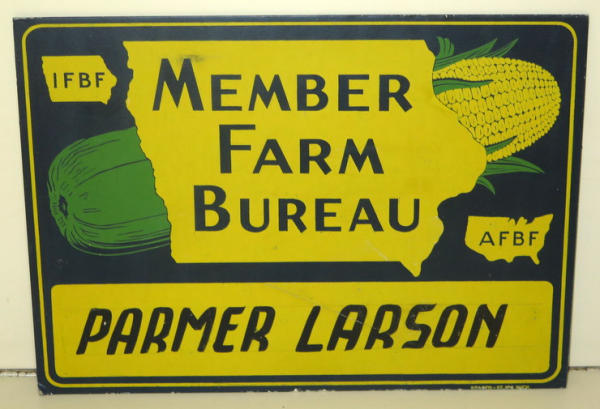 IFBF
MEMBER
FARM
BUREAU
AFBF
PARMER LARSON